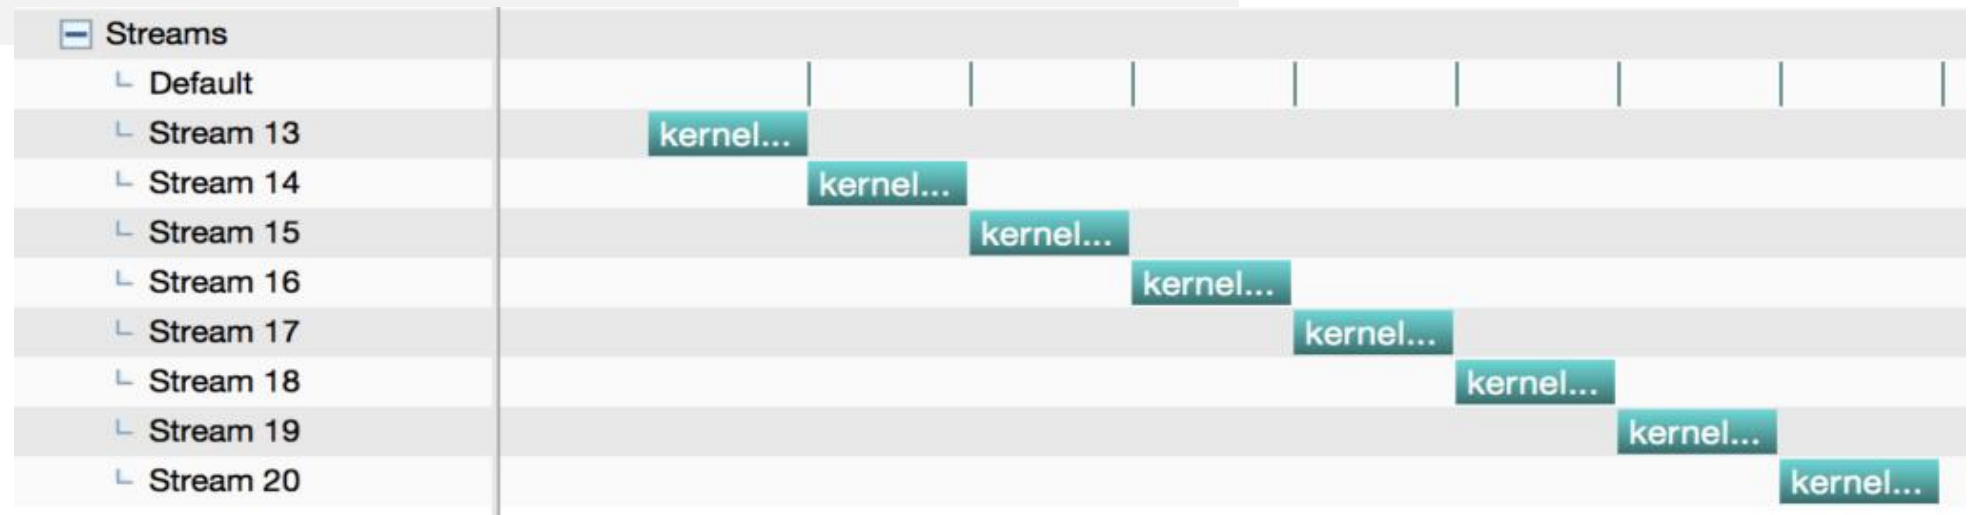 Streams
Default
Stream 13 kernel...
Stream 14 kernel...
Stream 15 kernel...
Stream 16 kernel...
Stream 17 kernel...
Stream 18 kernel...
Stream 19 kernel...
Stream 20 kernel...